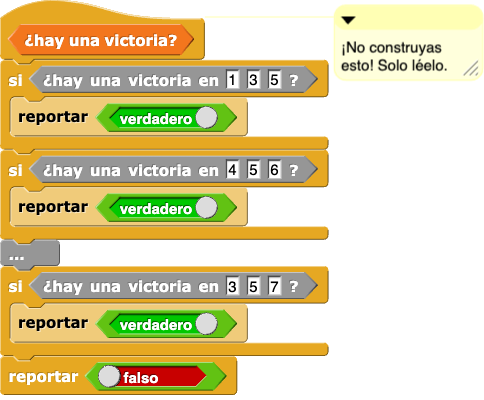 ¿hay una victoria?
¡No construyas
esto! Solo léelo.
si ¿hay una victoria en 1 3 5 ?
reportar verdadero
si ¿hay una victoria en 4 5 6 ?
reportar verdadero
...
si ¿hay una victoria en 3 5 7 ?
reportar verdadero
reportar falso